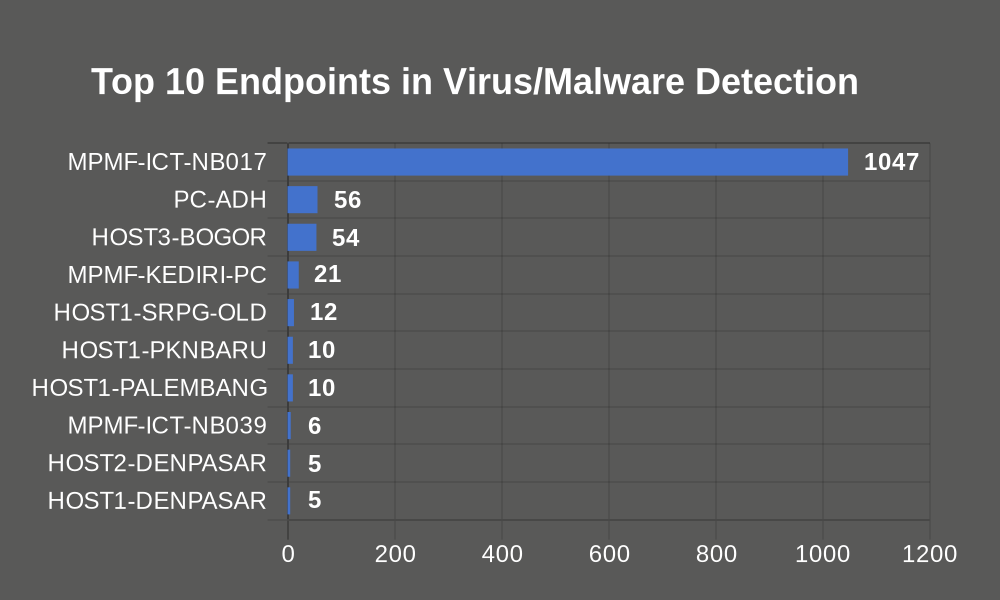 Top 10 Endpoints in Virus/Malware Detection
MPMF-ICT-NB017 1047
PC-ADH 56
HOST3-BOGOR 54
MPMF-KEDIRI-PC 21
HOST1-SRPG-OLD 12
HOST1-PKNBARU 10
HOST1-PALEMBANG 10
MPMF-ICT-NB039 6
HOST2-DENPASAR 5
HOST1-DENPASAR 5
0 200 400 600 800 1000 1200